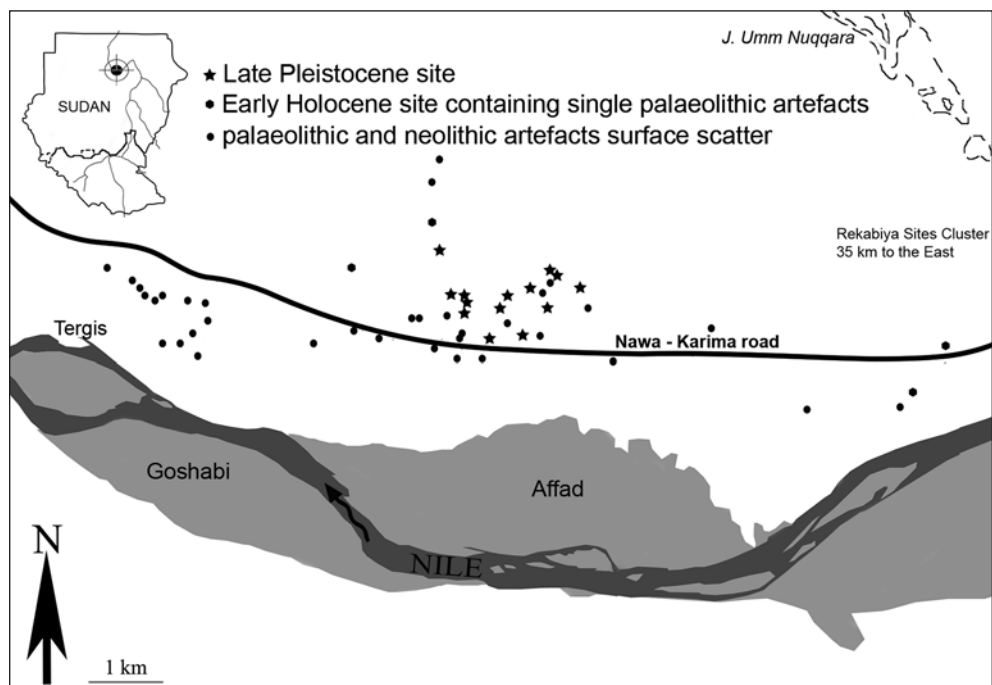 J. Umm Nuqqara
SUDAN
Late Pleistocene site
Early Holocene site containing single palaeolithic artefacts
palaeolithic and neolithic artefacts surface scatter
Rekabiya Sites Cluster
35 km to the East
Tergis
Nawa - Karima road
Goshabi
Affad
NILE
N
1 km